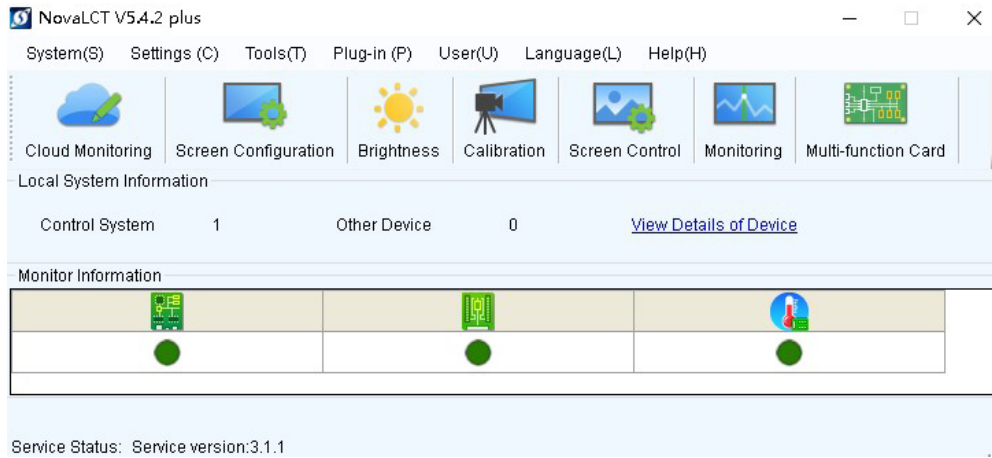 NovaLCT V5.4.2 plus
System(S) Settings (C) Tools(T) Plug-in (P) User(U) Language(L) Help(H)
Cloud Monitoring Screen Configuration Brightness Calibration Screen Control Monitoring Multi-function Card
Local System Information
Control System 1 Other Device 0 View Details of Device
Monitor Information
Service Status: Service version:3.1.1